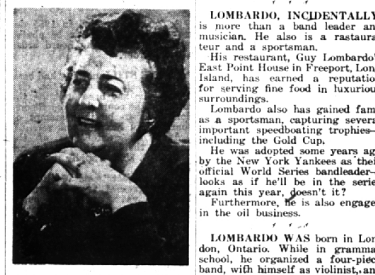 LOMBARDO, INCIDENTALLY
is more than a band leader an
musician. He also is a rastaura
teur and a sportsman.
His restaurant, Guy Lombardo'
East Point House in Freeport, Lon
Island, has earned a reputatio
for serving fine food in luxuriou
surroundings.
Lombardo also has gained fam
as a sportsman, capturing severa
important speedboating trophies—
including the Gold Cup.
He was adopted some years ag
by the New York Yankees as thei
official World Series bandleader—
looks as if he'll be in the serie
again this year, doesn't it?
Furthermore, he is also engage
in the oil business.
LOMBARDO WAS born in Lon
don, Ontario. While in gramma
school, he organized a four-piec
band, with himself as violinist, an